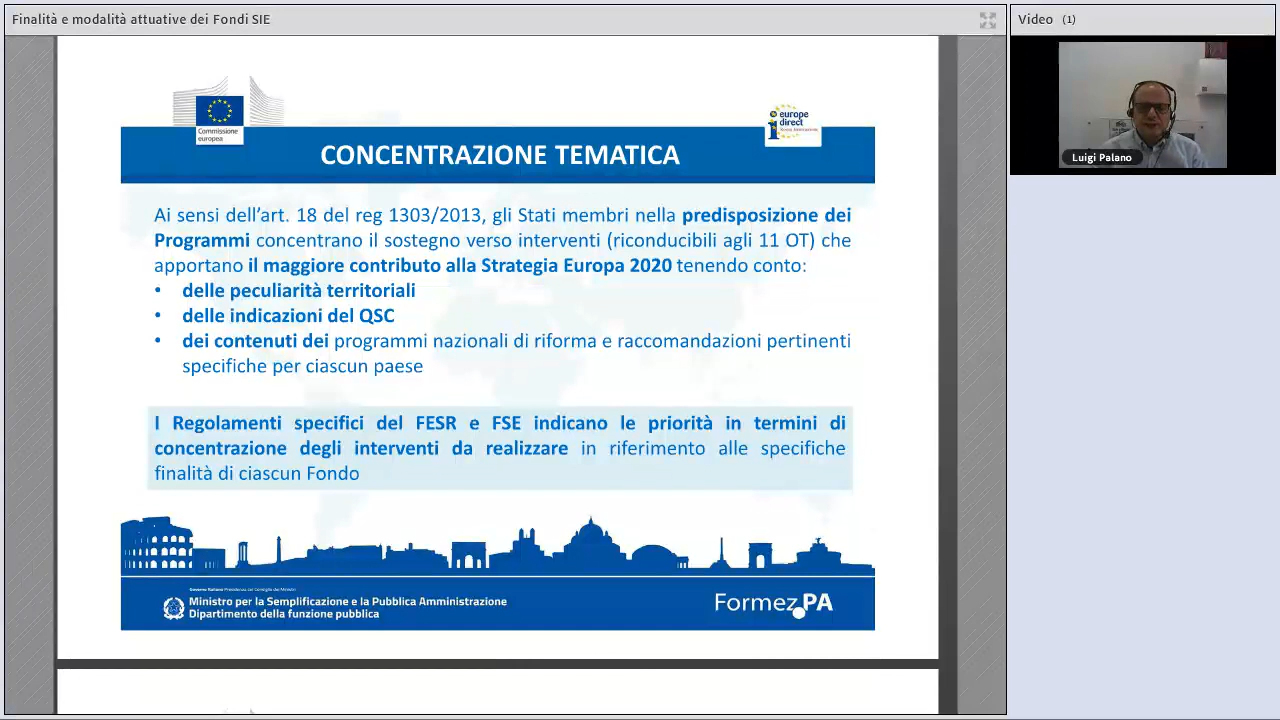 Finalità e modalità attuative dei Fondi SIE
Video (1)
Luigi Palano
Commissione
europea
europe
direct
CONCENTRAZIONE TEMATICA
Ai sensi dell’art. 18 del reg 1303/2013, gli Stati membri nella predisposizione dei
Programmi concentrano il sostegno verso interventi (riconducibili agli 11 OT) che
apportano il maggiore contributo alla Strategia Europa 2020 tenendo conto:
• delle peculiarità territoriali
• delle indicazioni del QSC
• dei contenuti dei programmi nazionali di riforma e raccomandazioni pertinenti
specifiche per ciascun paese
I Regolamenti specifici del FESR e FSE indicano le priorità in termini di
concentrazione degli interventi da realizzare in riferimento alle specifiche
finalità di ciascun Fondo
Ministro per la Semplificazione e la Pubblica Amministrazione
Dipartimento della funzione pubblica
Formez PA